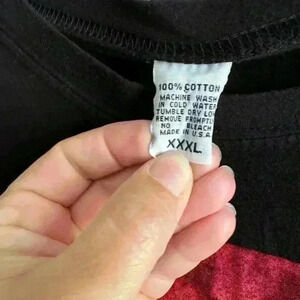 100% COTTON
MACHINE WASH
IN COLD WATER
TUMBLE DRY LOW
REMOVE PROMPTLY
NO BLEACH
MADE IN U.S.A.
XXXL